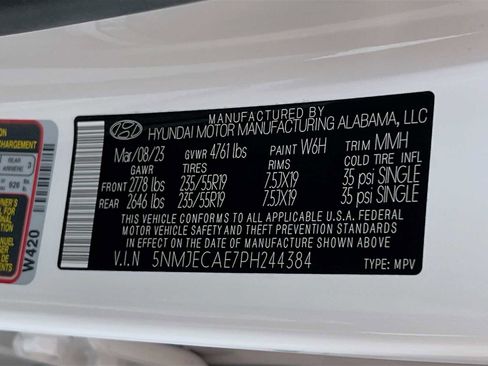 MANUFACTURED BY
HYUNDAI MOTOR MANUFACTURING ALABAMA, LLC
Mar/08/23 GVWR 4761 lbs PAINT W6H TRIM MMH
TIRES RIMS COLD TIRE INFL
FRONT 2778 lbs 235/55R19 7.5JX19 35 psi SINGLE
REAR 2646 lbs 235/55R19 7.5JX19 35 psi SINGLE
THIS VEHICLE CONFORMS TO ALL APPLICABLE U.S.A. FEDERAL
MOTOR VEHICLE SAFETY AND THEFT PREVENTION STANDARDS
IN EFFECT ON THE DATE OF MANUFACTURE SHOWN ABOVE.
V.I.N 5NMJECAE7PH244384 TYPE: MPV
W420
REAR
ARRIÈRE
3